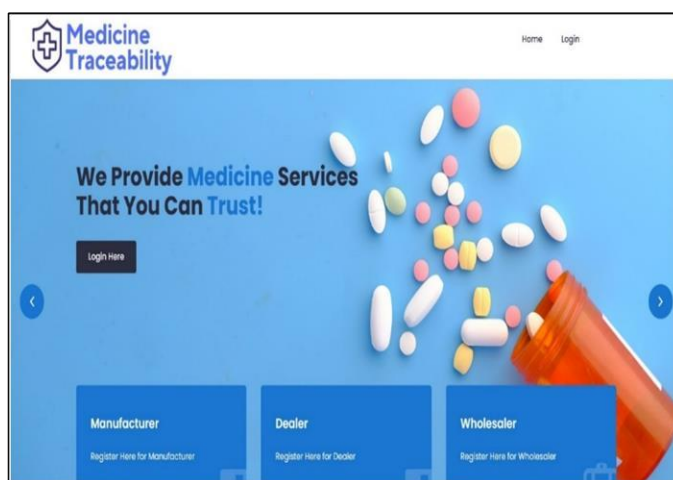 Medicine
Traceability
Home Login
We Provide Medicine Services
That You Can Trust!
Login Here
Manufacturer
Register Here for Manufacturer
Dealer
Register Here for Dealer
Wholesaler
Register Here for Wholesaler